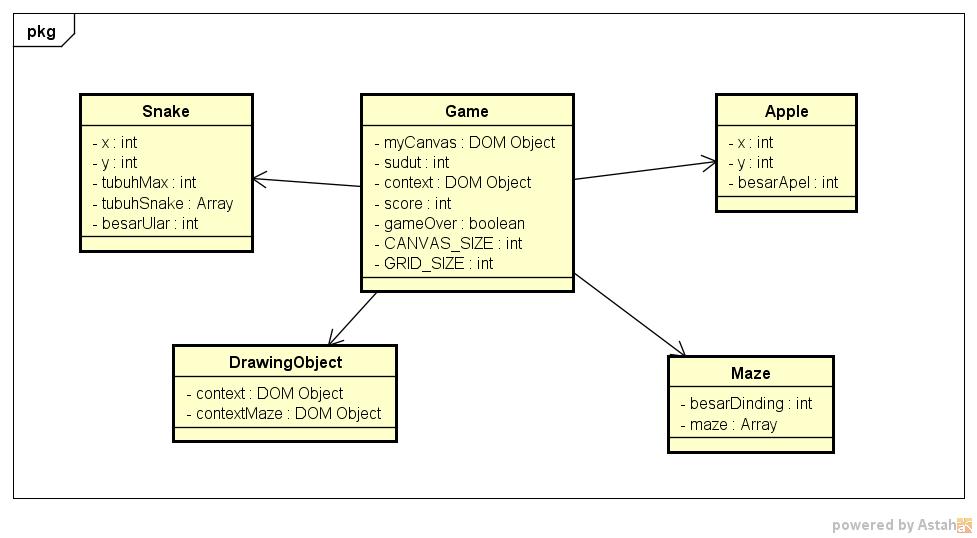 pkg
Snake
- x : int
- y : int
- tubuhMax : int
- tubuhSnake : Array
- besarUlar : int
Game
- myCanvas : DOM Object
- sudut : int
- context : DOM Object
- score : int
- gameOver : boolean
- CANVAS_SIZE : int
- GRID_SIZE : int
Apple
- x : int
- y : int
- besarApel : int
DrawingObject
- context : DOM Object
- contextMaze : DOM Object
Maze
- besarDinding : int
- maze : Array
powered by Astah